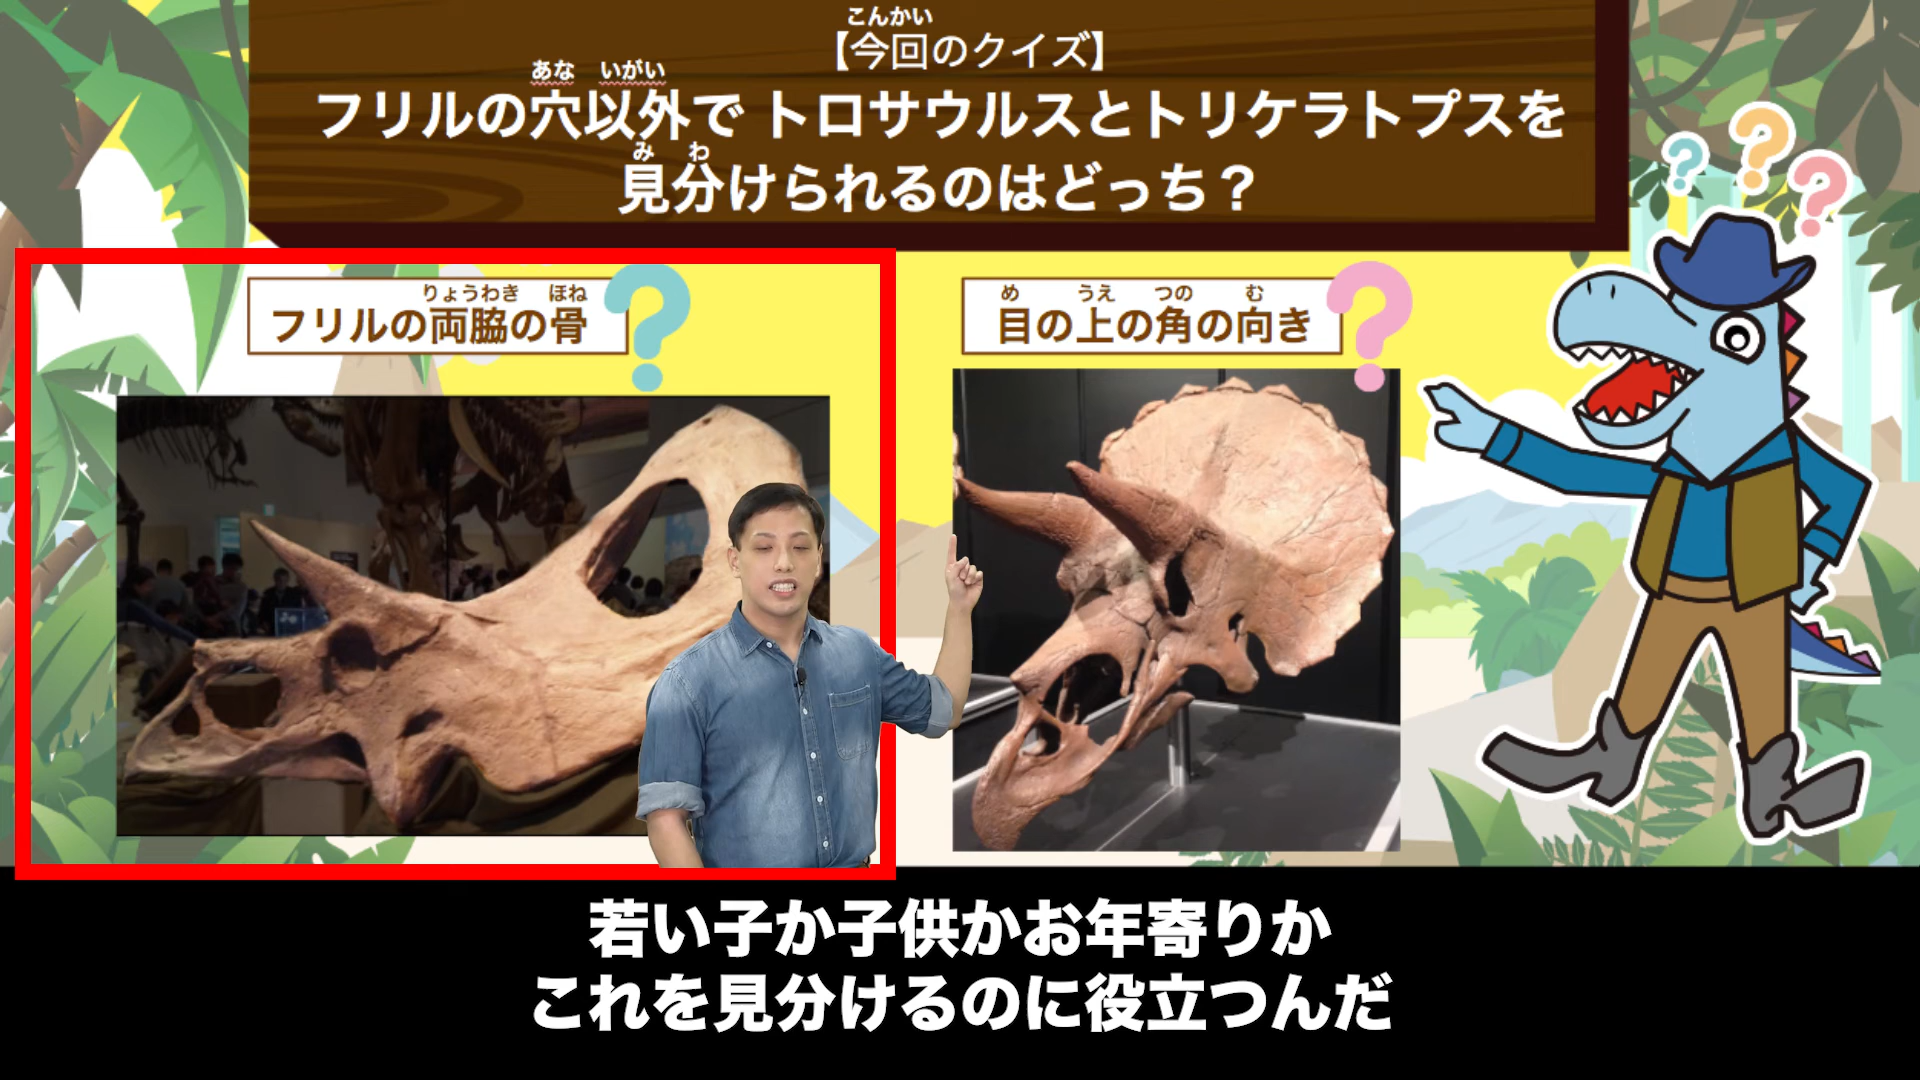 こんかい
【今回のクイズ】
あな いがい
フリルの穴以外で トロサウルスとトリケラトプスを
み わ
見分けられるのはどっち？
りょうわき ほね
フリルの両脇の骨
?
め うえ つの む
目の上の角の向き
?
? ? ?
若い子か子供かお年寄りか
これを見分けるのに役立つんだ